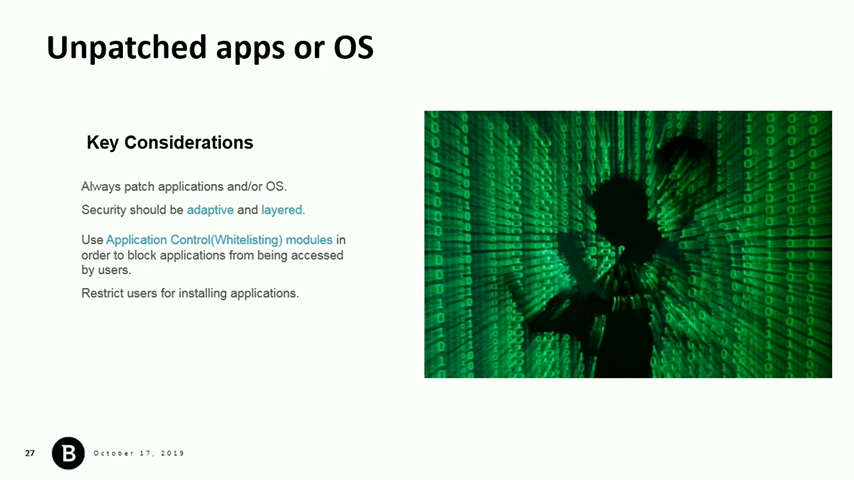 Unpatched apps or OS
Key Considerations
Always patch applications and/or OS.
Security should be adaptive and layered.
Use Application Control(Whitelisting) modules in
order to block applications from being accessed
by users.
Restrict users for installing applications.
27
B
October 17, 2019